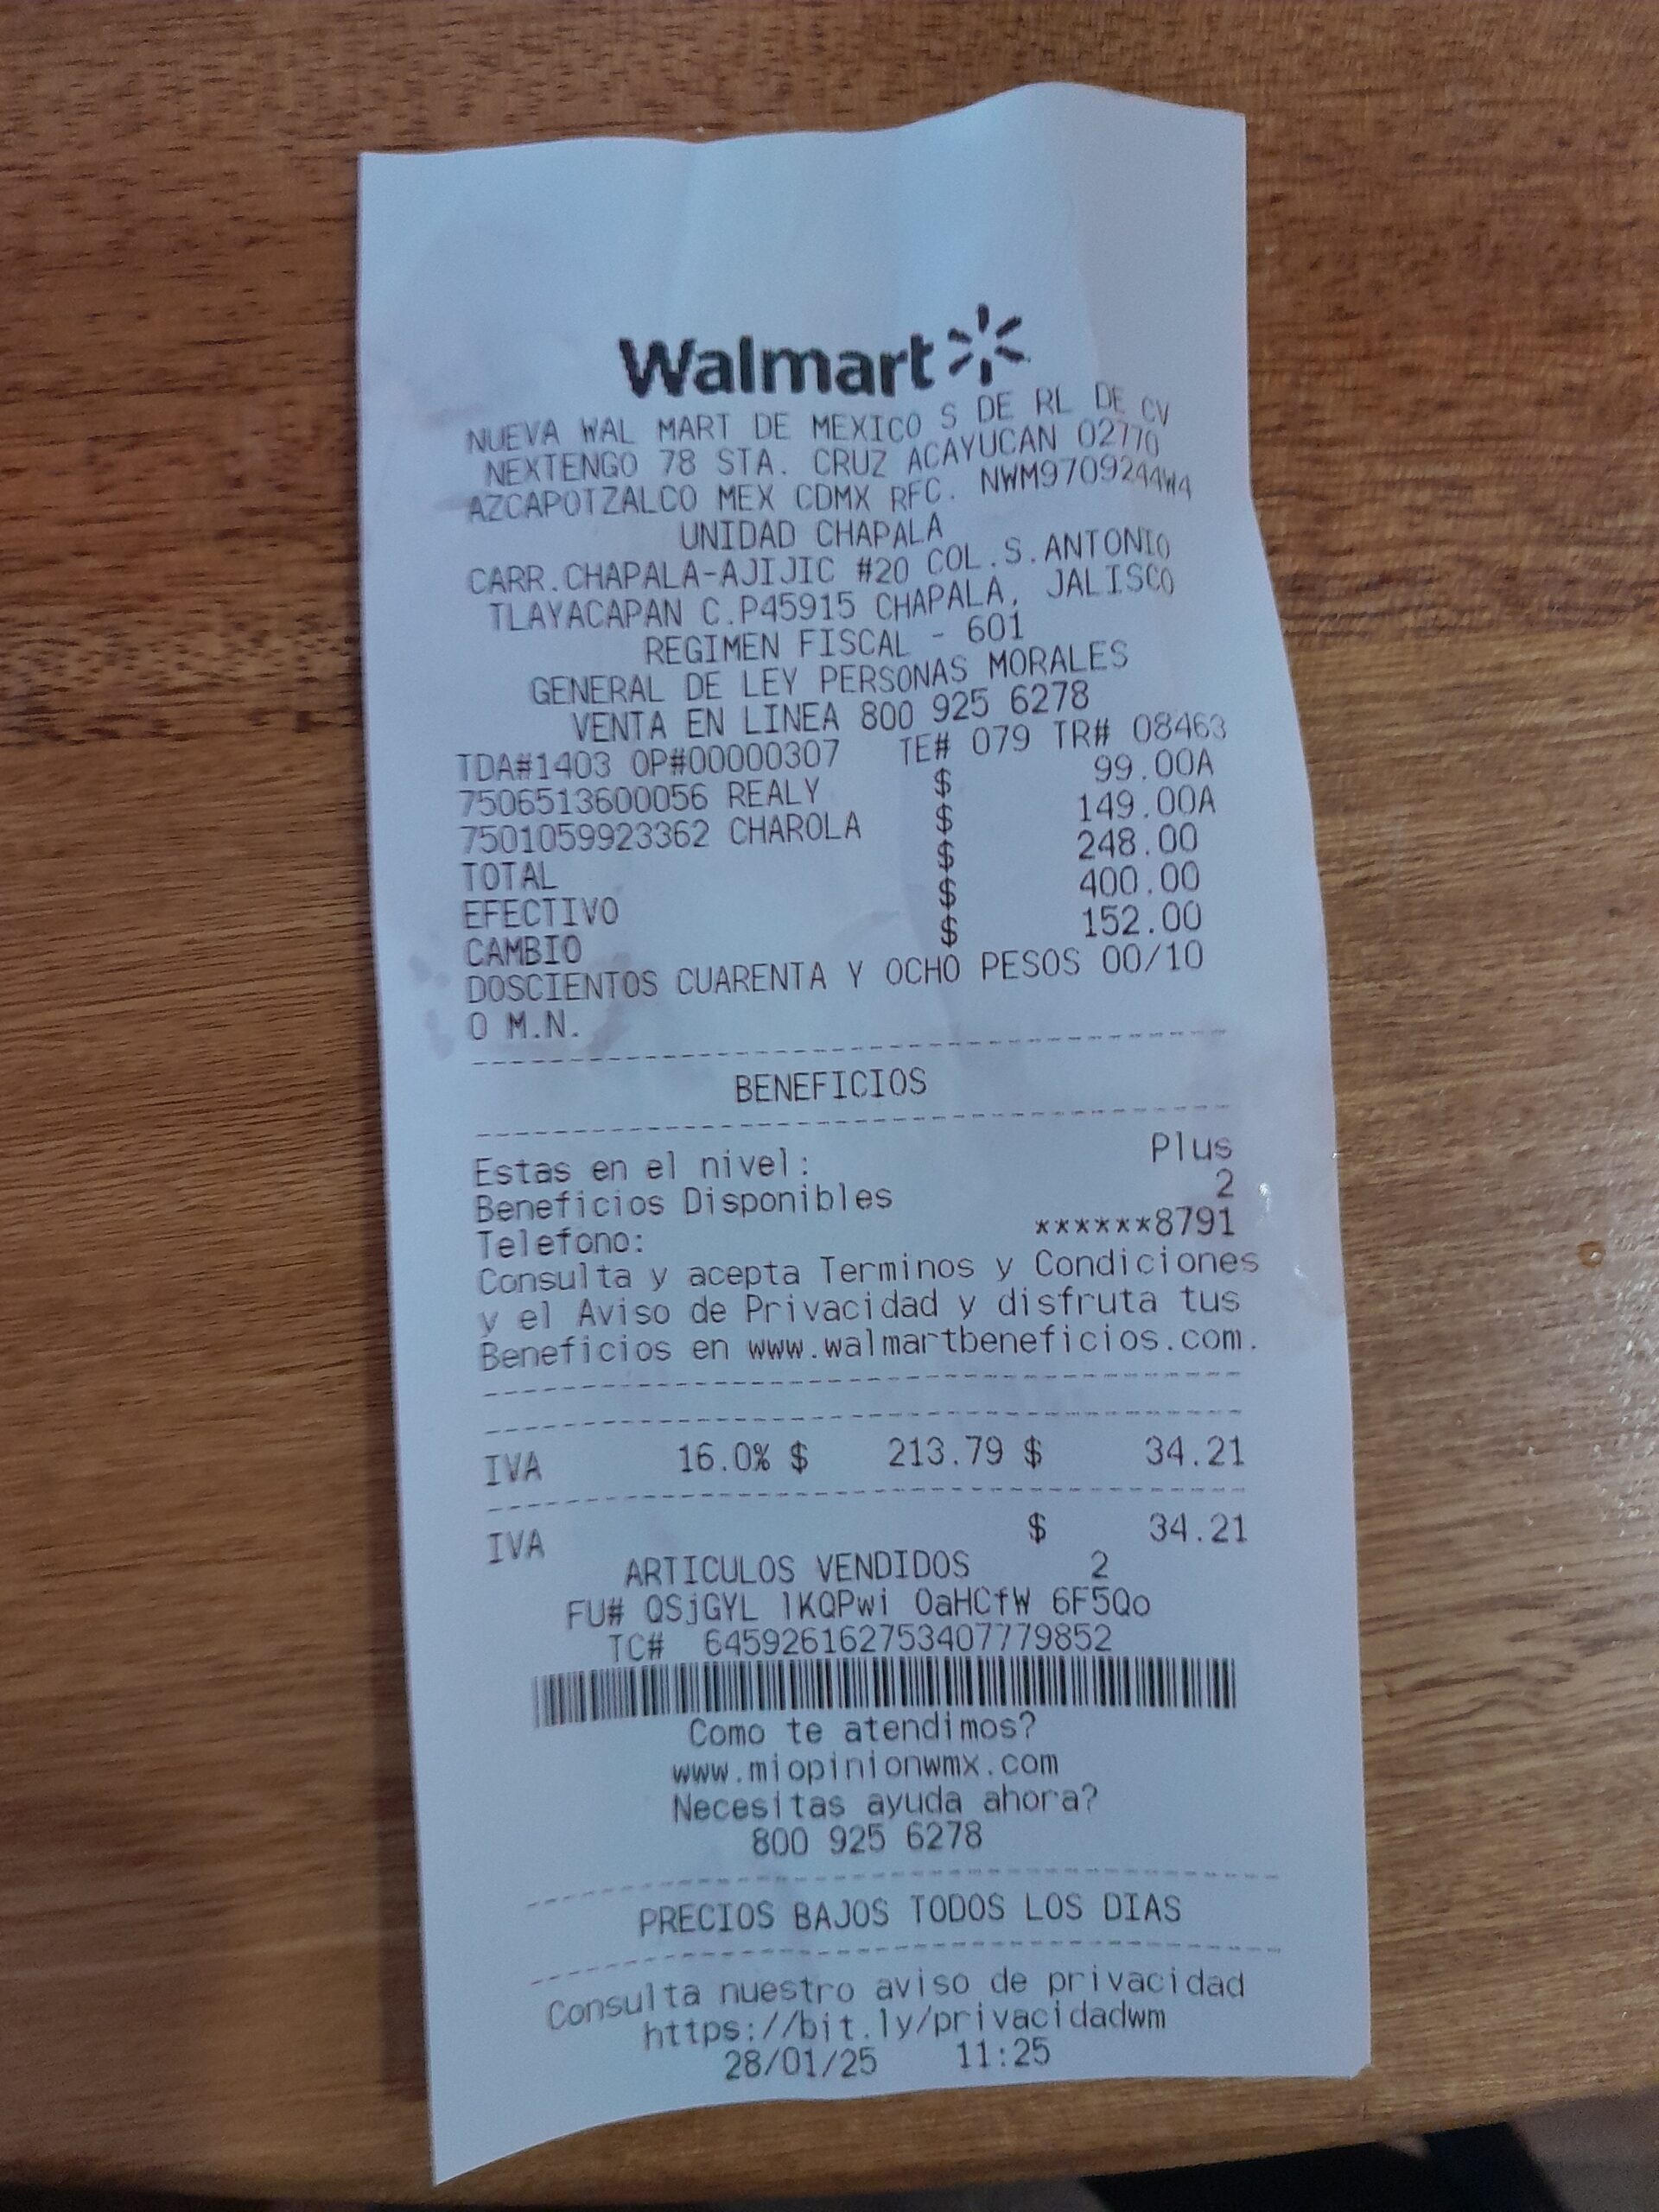 Walmart
NUEVA WAL MART DE MEXICO S DE RL DE CV
NEXTENGO 78 STA. CRUZ ACAYUCAN 02770
AZCAPOTZALCO MEX CDMX RFC. NWM9709244W4
UNIDAD CHAPALA
CARR.CHAPALA-AJIJIC #20 COL.S.ANTONIO
TLAYACAPAN C.P45915 CHAPALA, JALISCO
REGIMEN FISCAL - 601
GENERAL DE LEY PERSONAS MORALES
VENTA EN LINEA 800 925 6278
TDA#1403 OP#00000307 TE# 079 TR# 08463
7506513600056 REALY $ 99.00A
7501059923362 CHAROLA $ 149.00A
TOTAL $ 248.00
EFECTIVO $ 400.00
CAMBIO $ 152.00
DOSCIENTOS CUARENTA Y OCHO PESOS 00/10
0 M.N.
BENEFICIOS
Estas en el nivel: Plus
Beneficios Disponibles 2
Telefono: ******8791
Consulta y acepta Terminos y Condiciones
y el Aviso de Privacidad y disfruta tus
Beneficios en www.walmartbeneficios.com.
IVA 16.0% $ 213.79 $ 34.21
IVA $ 34.21
ARTICULOS VENDIDOS 2
FU# QSjGYL 1KQPwi 0aHCfW 6F5Qo
TC# 645926162753407779852
Como te atendimos?
www.miopinionwmx.com
Necesitas ayuda ahora?
800 925 6278
PRECIOS BAJOS TODOS LOS DIAS
Consulta nuestro aviso de privacidad
https://bit.ly/privacidadwm
28/01/25 11:25